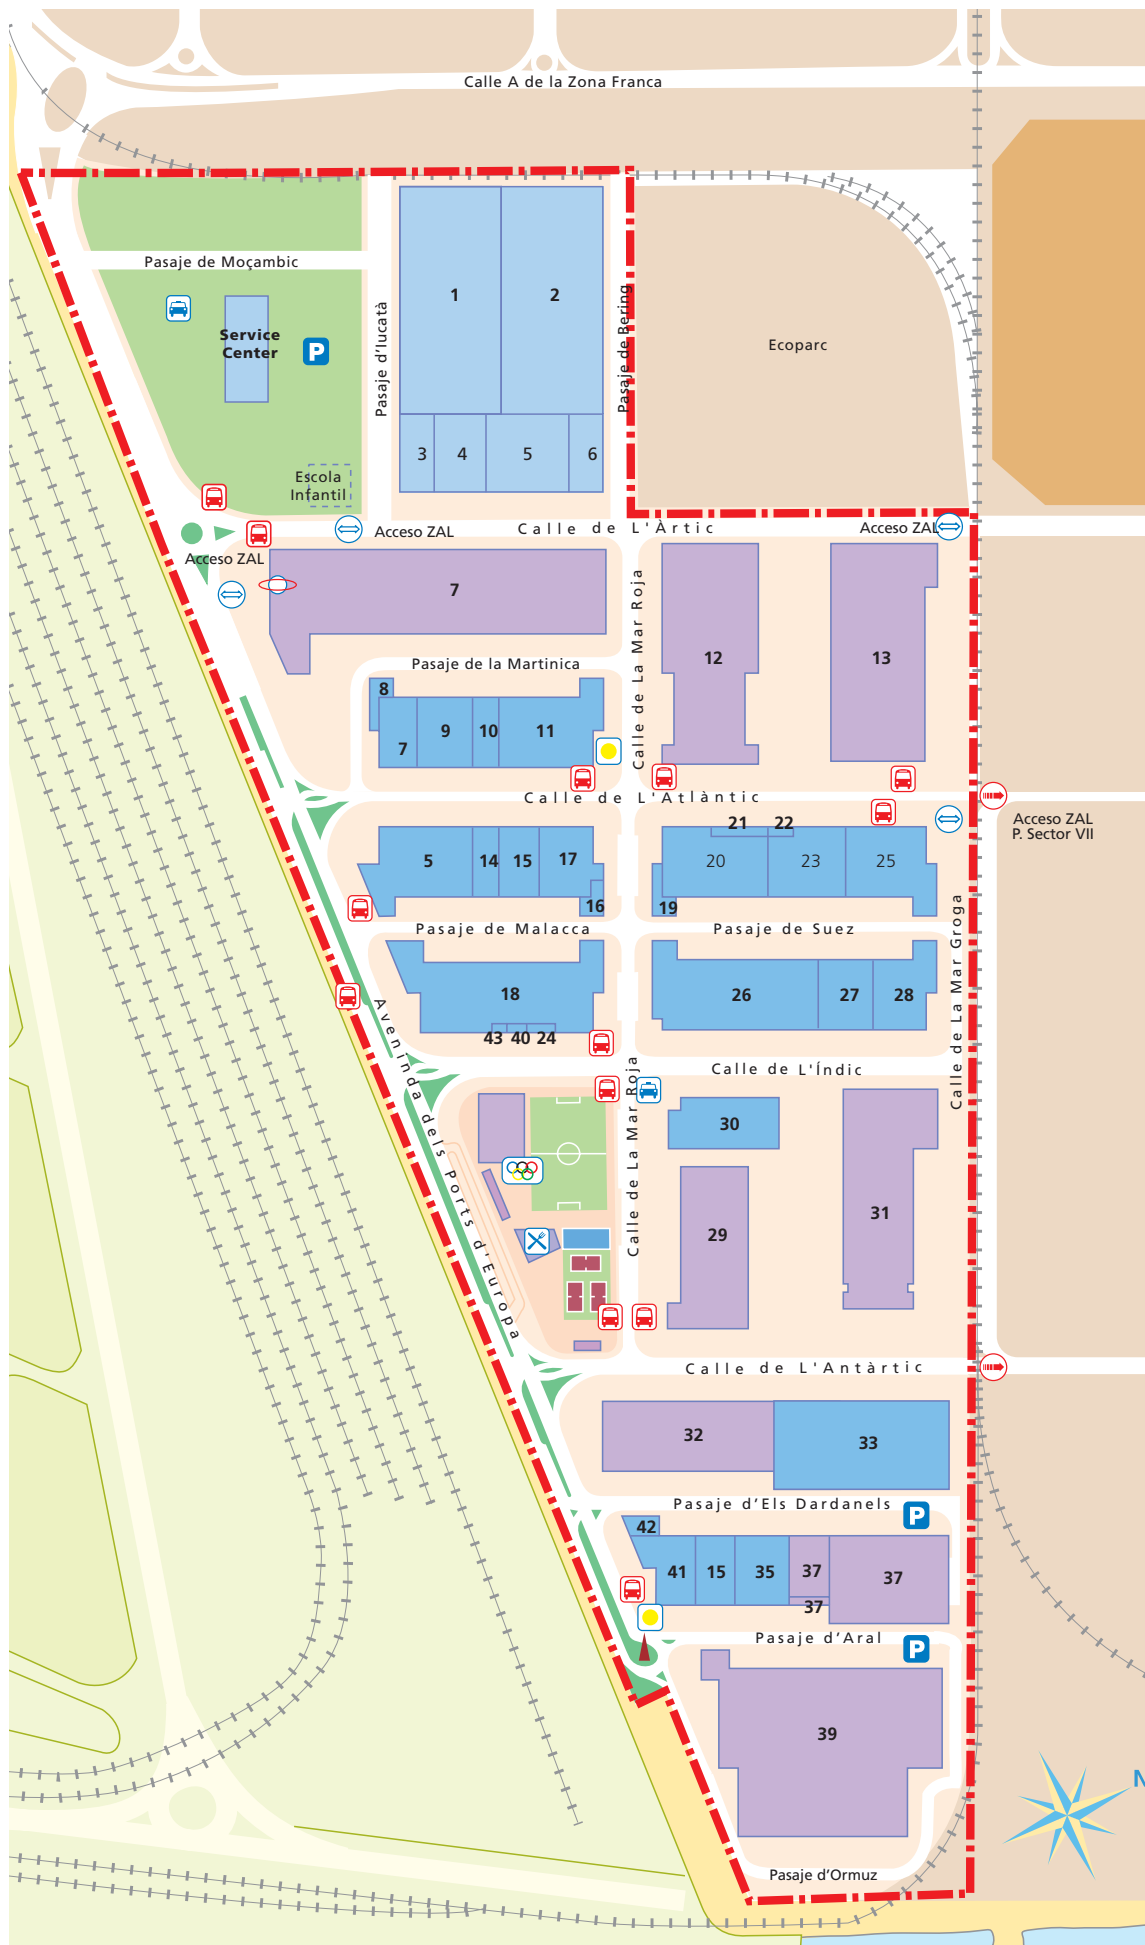 Calle A de la Zona Franca
Pasaje de Moçambic
Service
Center
P
Pasaje d'Iucatà
1
2
Pasaje de Bering
Ecoparc
3
4
5
6
Escola
Infantil
Acceso ZAL
Calle de L'Àrtic
Acceso ZAL
Acceso ZAL
7
Calle de La Mar Roja
12
13
Pasaje de la Martinica
8
7
9
10
11
Calle de L'Atlàntic
Acceso ZAL
P. Sector VII
5
14
15
17
16
21
22
20
23
25
19
Pasaje de Malacca
Pasaje de Suez
Calle de La Mar Groga
18
43
40
24
26
27
28
Aveninda dels Ports d'Europa
Calle de L'Índic
Calle de La Mar Roja
30
29
31
Calle de L'Antàrtic
32
33
Pasaje d'Els Dardanels
P
42
41
15
35
37
37
37
Pasaje d'Aral
P
39
N
Pasaje d'Ormuz